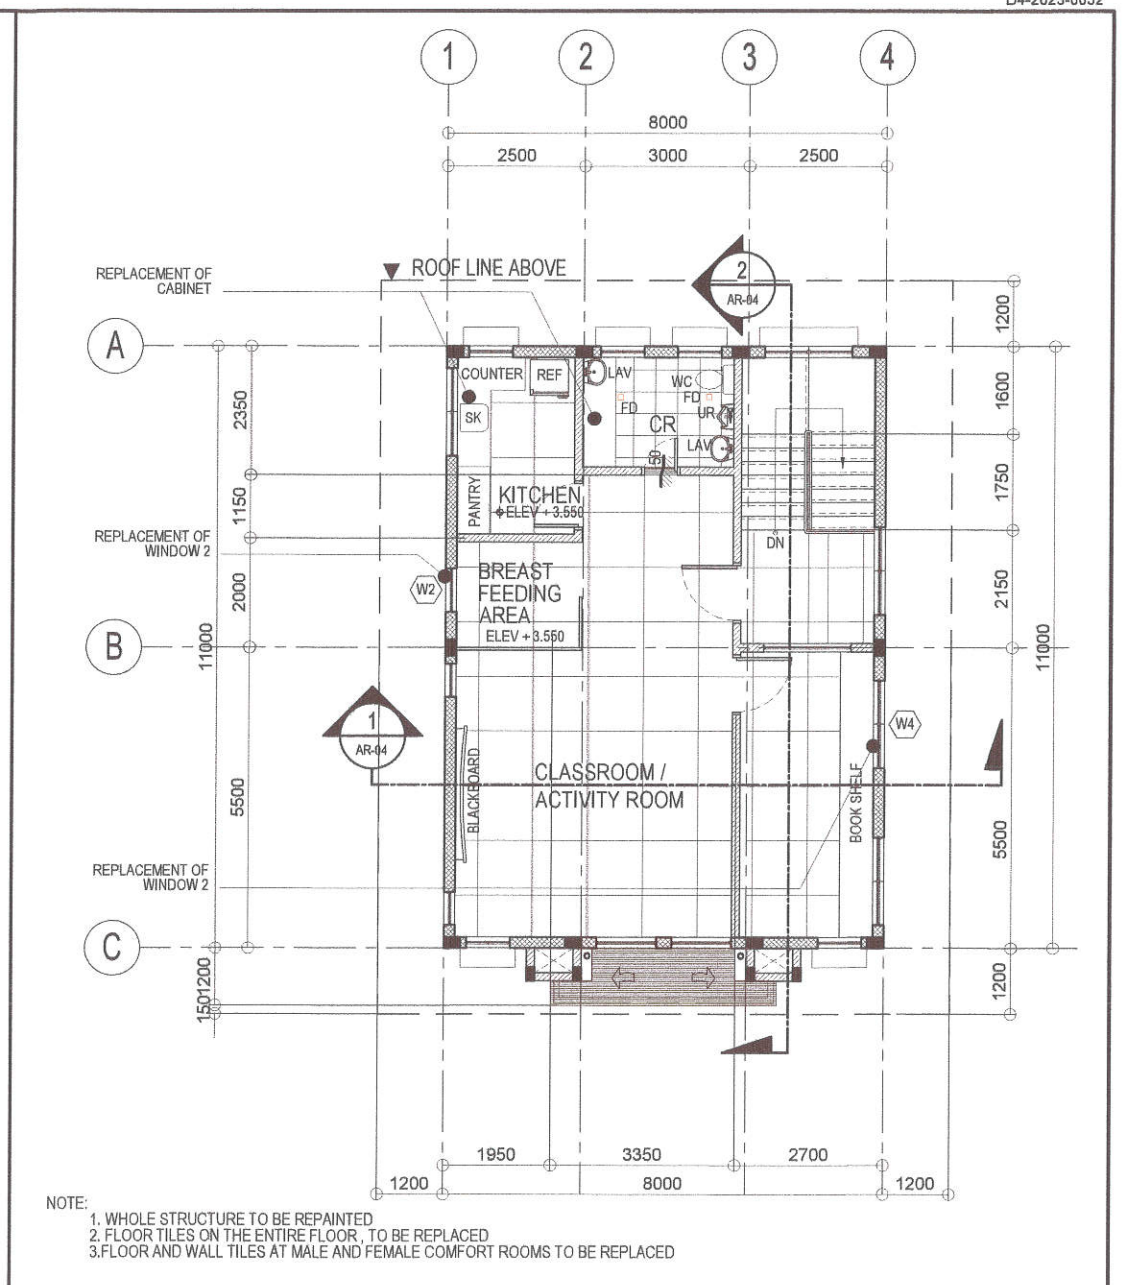 D4-2023-0032
1
2
3
4
8000
2500
3000
2500
REPLACEMENT OF
CABINET
ROOF LINE ABOVE
2
AR-04
A
1200
COUNTER
REF
LAV
WC
FD
FD
UR
SK
CR
LAV
50
2350
1600
1150
1750
PANTRY
KITCHEN
ELEV + 3.550
DN
REPLACEMENT OF
WINDOW 2
W2
BREAST
FEEDING
AREA
ELEV + 3.550
2000
2150
B
11000
11000
1
AR-04
W4
BLACKBOARD
CLASSROOM /
ACTIVITY ROOM
BOOK SHELF
5500
5500
REPLACEMENT OF
WINDOW 2
C
1200
150
1200
1950
3350
2700
1200
8000
1200
NOTE:
1. WHOLE STRUCTURE TO BE REPAINTED
2. FLOOR TILES ON THE ENTIRE FLOOR , TO BE REPLACED
3.FLOOR AND WALL TILES AT MALE AND FEMALE COMFORT ROOMS TO BE REPLACED